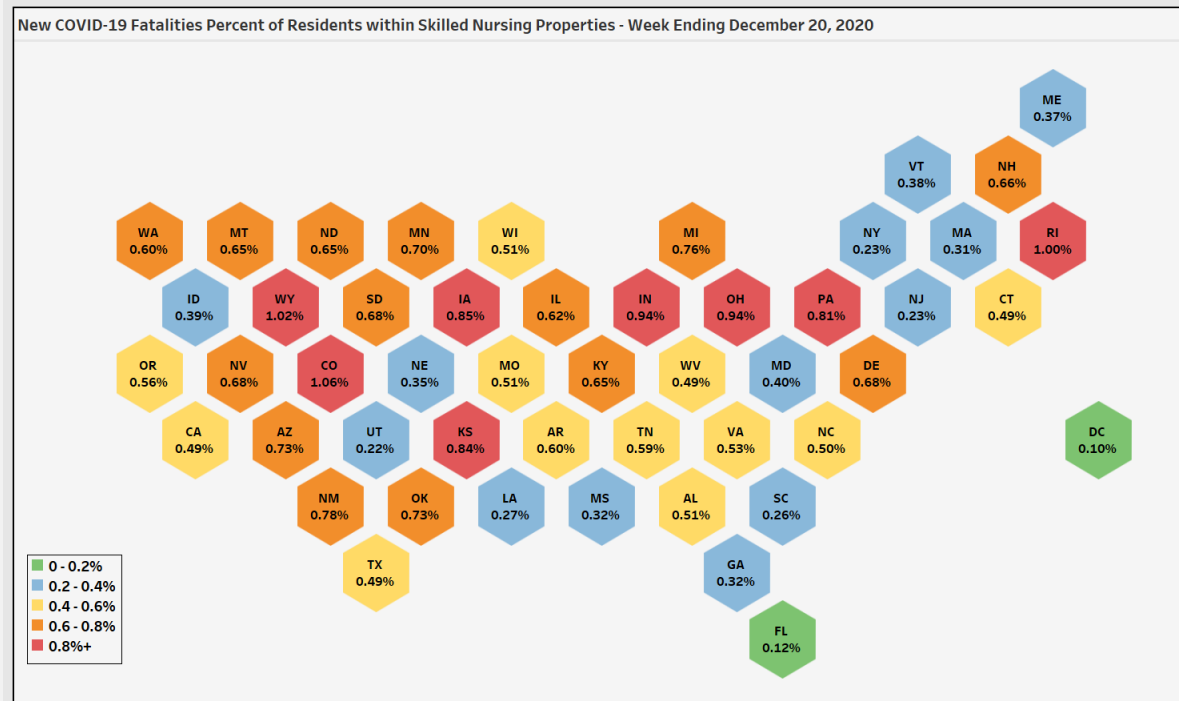 New COVID-19 Fatalities Percent of Residents within Skilled Nursing Properties - Week Ending December 20, 2020
ME
0.37%
VT
0.38%
NH
0.66%
WA
0.60%
MT
0.65%
ND
0.65%
MN
0.70%
WI
0.51%
MI
0.76%
NY
0.23%
MA
0.31%
RI
1.00%
ID
0.39%
WY
1.02%
SD
0.68%
IA
0.85%
IL
0.62%
IN
0.94%
OH
0.94%
PA
0.81%
NJ
0.23%
CT
0.49%
OR
0.56%
NV
0.68%
CO
1.06%
NE
0.35%
MO
0.51%
KY
0.65%
WV
0.49%
MD
0.40%
DE
0.68%
CA
0.49%
AZ
0.73%
UT
0.22%
KS
0.84%
AR
0.60%
TN
0.59%
VA
0.53%
NC
0.50%
DC
0.10%
NM
0.78%
OK
0.73%
LA
0.27%
MS
0.32%
AL
0.51%
SC
0.26%
TX
0.49%
GA
0.32%
FL
0.12%
0 - 0.2%
0.2 - 0.4%
0.4 - 0.6%
0.6 - 0.8%
0.8%+